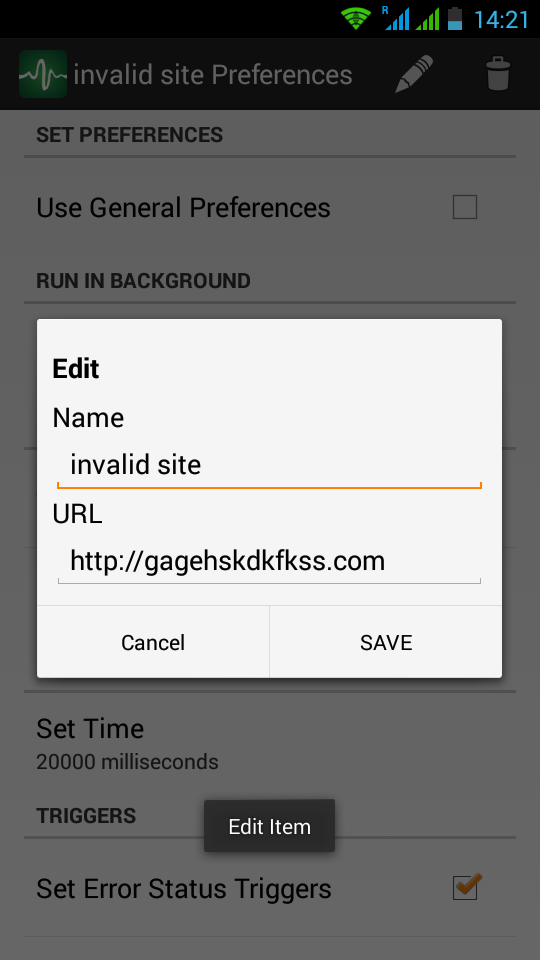 R
14:21
invalid site Preferences
SET PREFERENCES
Use General Preferences
RUN IN BACKGROUND
Edit
Name
invalid site
URL
http://gagehskdkfkss.com
Cancel
SAVE
Set Time
20000 milliseconds
TRIGGERS
Edit Item
Set Error Status Triggers